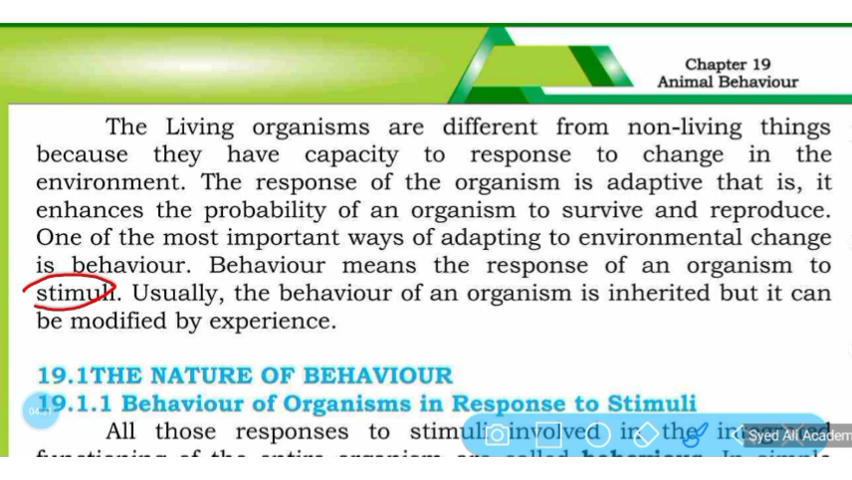 Chapter 19
Animal Behaviour
The Living organisms are different from non-living things
because they have capacity to response to change in the
environment. The response of the organism is adaptive that is, it
enhances the probability of an organism to survive and reproduce.
One of the most important ways of adapting to environmental change
is behaviour. Behaviour means the response of an organism to
stimuli. Usually, the behaviour of an organism is inherited but it can
be modified by experience.
19.1THE NATURE OF BEHAVIOUR
19.1.1 Behaviour of Organisms in Response to Stimuli
All those responses to stimuli involved in the
Syed Ali Academ